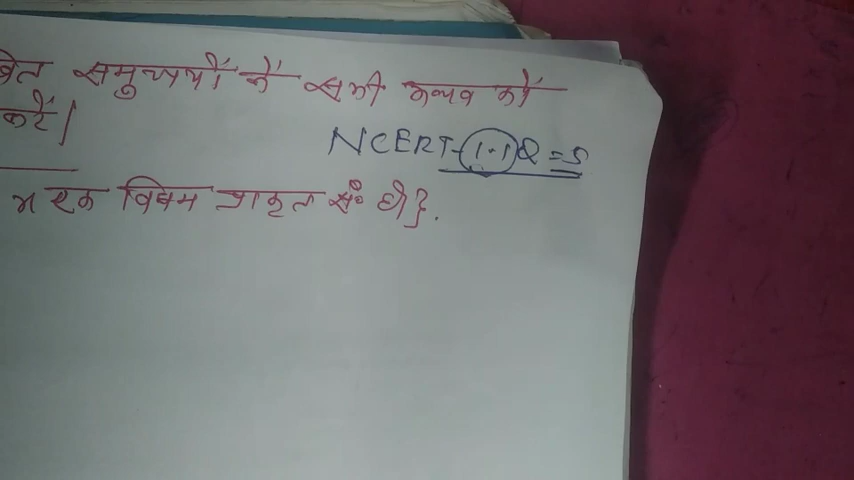 समुच्चयों के सभी अवयव को
करें।
NCERT-(1.1)Q=5
एक विषम प्राकृत सं० हो}.